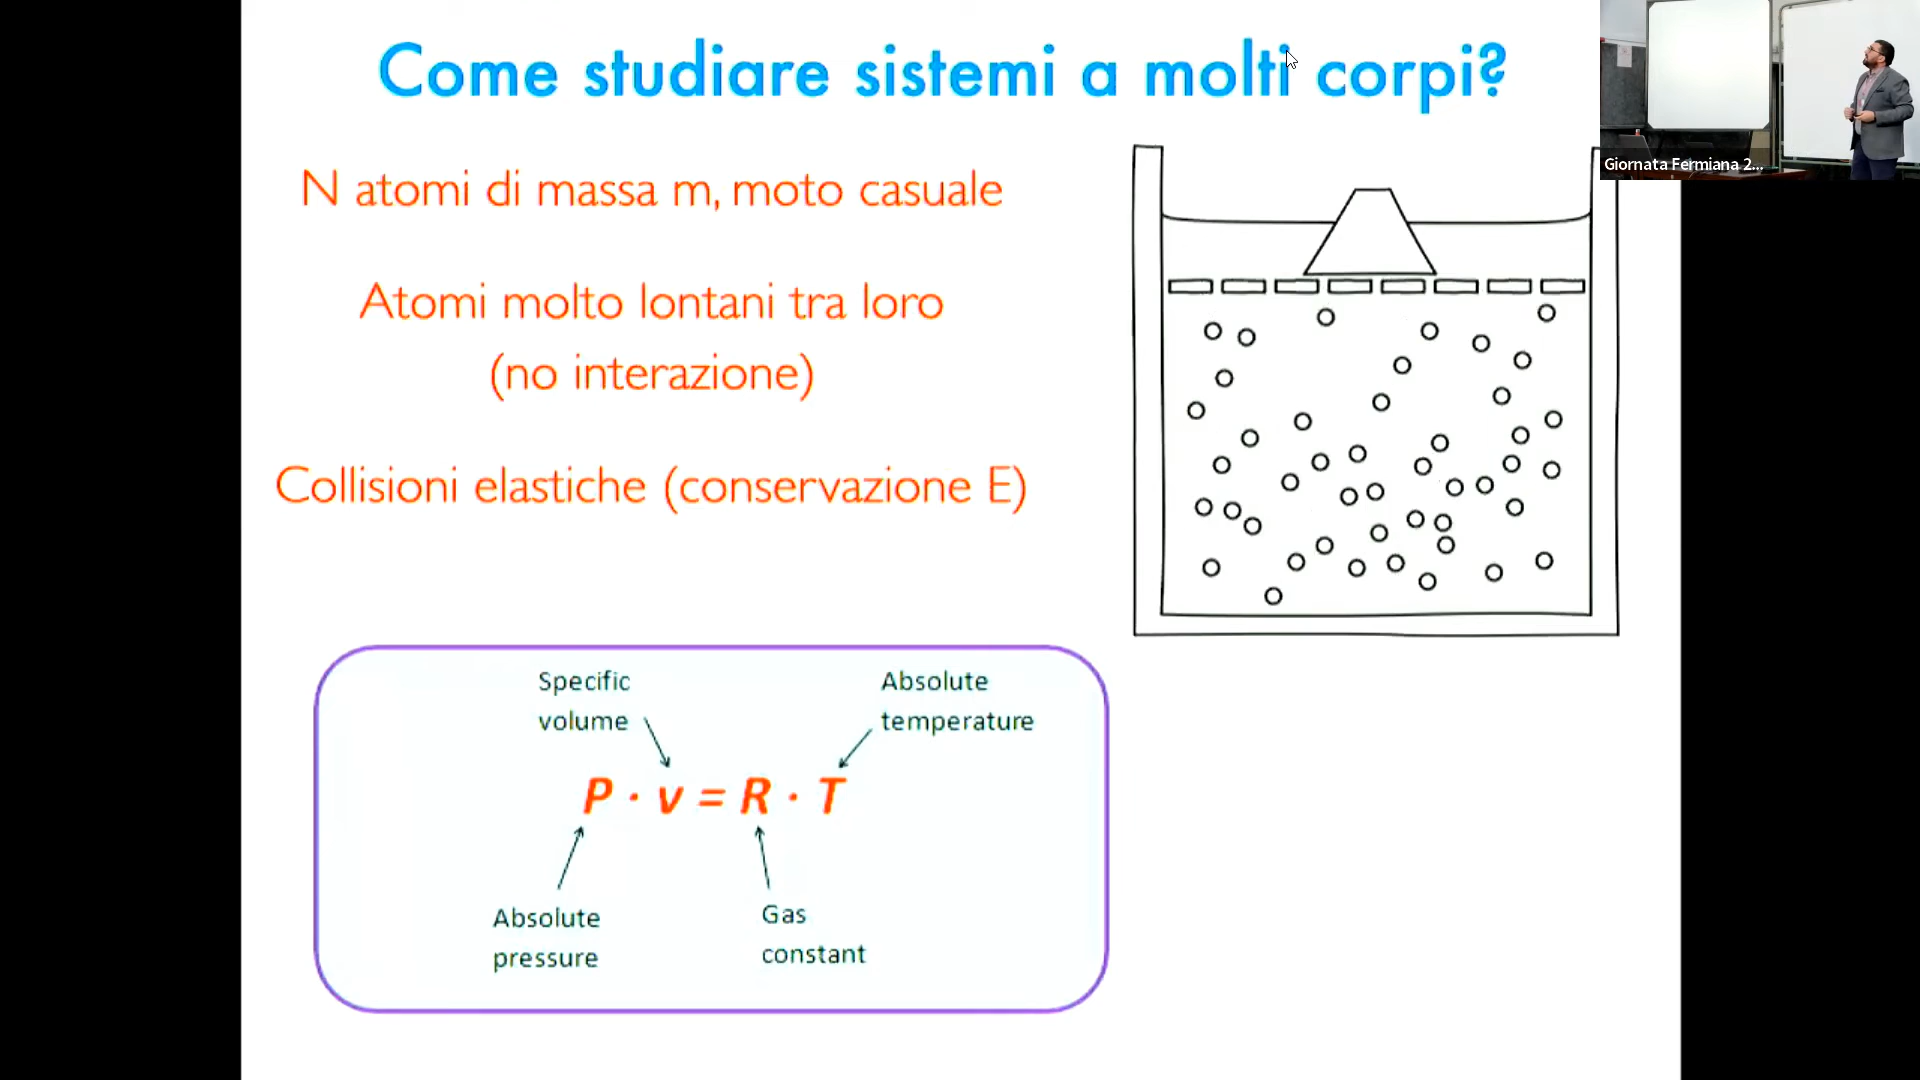 Come studiare sistemi a molti corpi?
Giornata Fermiana 2...
N atomi di massa m, moto casuale
Atomi molto lontani tra loro
(no interazione)
Collisioni elastiche (conservazione E)
Specific
volume
Absolute
temperature
P · v = R · T
Absolute
pressure
Gas
constant